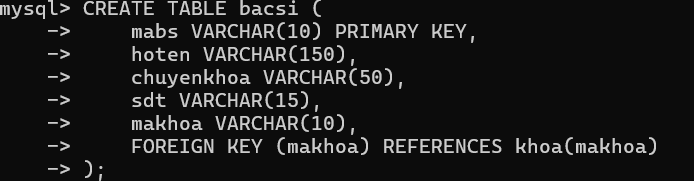 mysql> CREATE TABLE bacsi (
    ->     mabs VARCHAR(10) PRIMARY KEY,
    ->     hoten VARCHAR(150),
    ->     chuyenkhoa VARCHAR(50),
    ->     sdt VARCHAR(15),
    ->     makhoa VARCHAR(10),
    ->     FOREIGN KEY (makhoa) REFERENCES khoa(makhoa)
    -> );